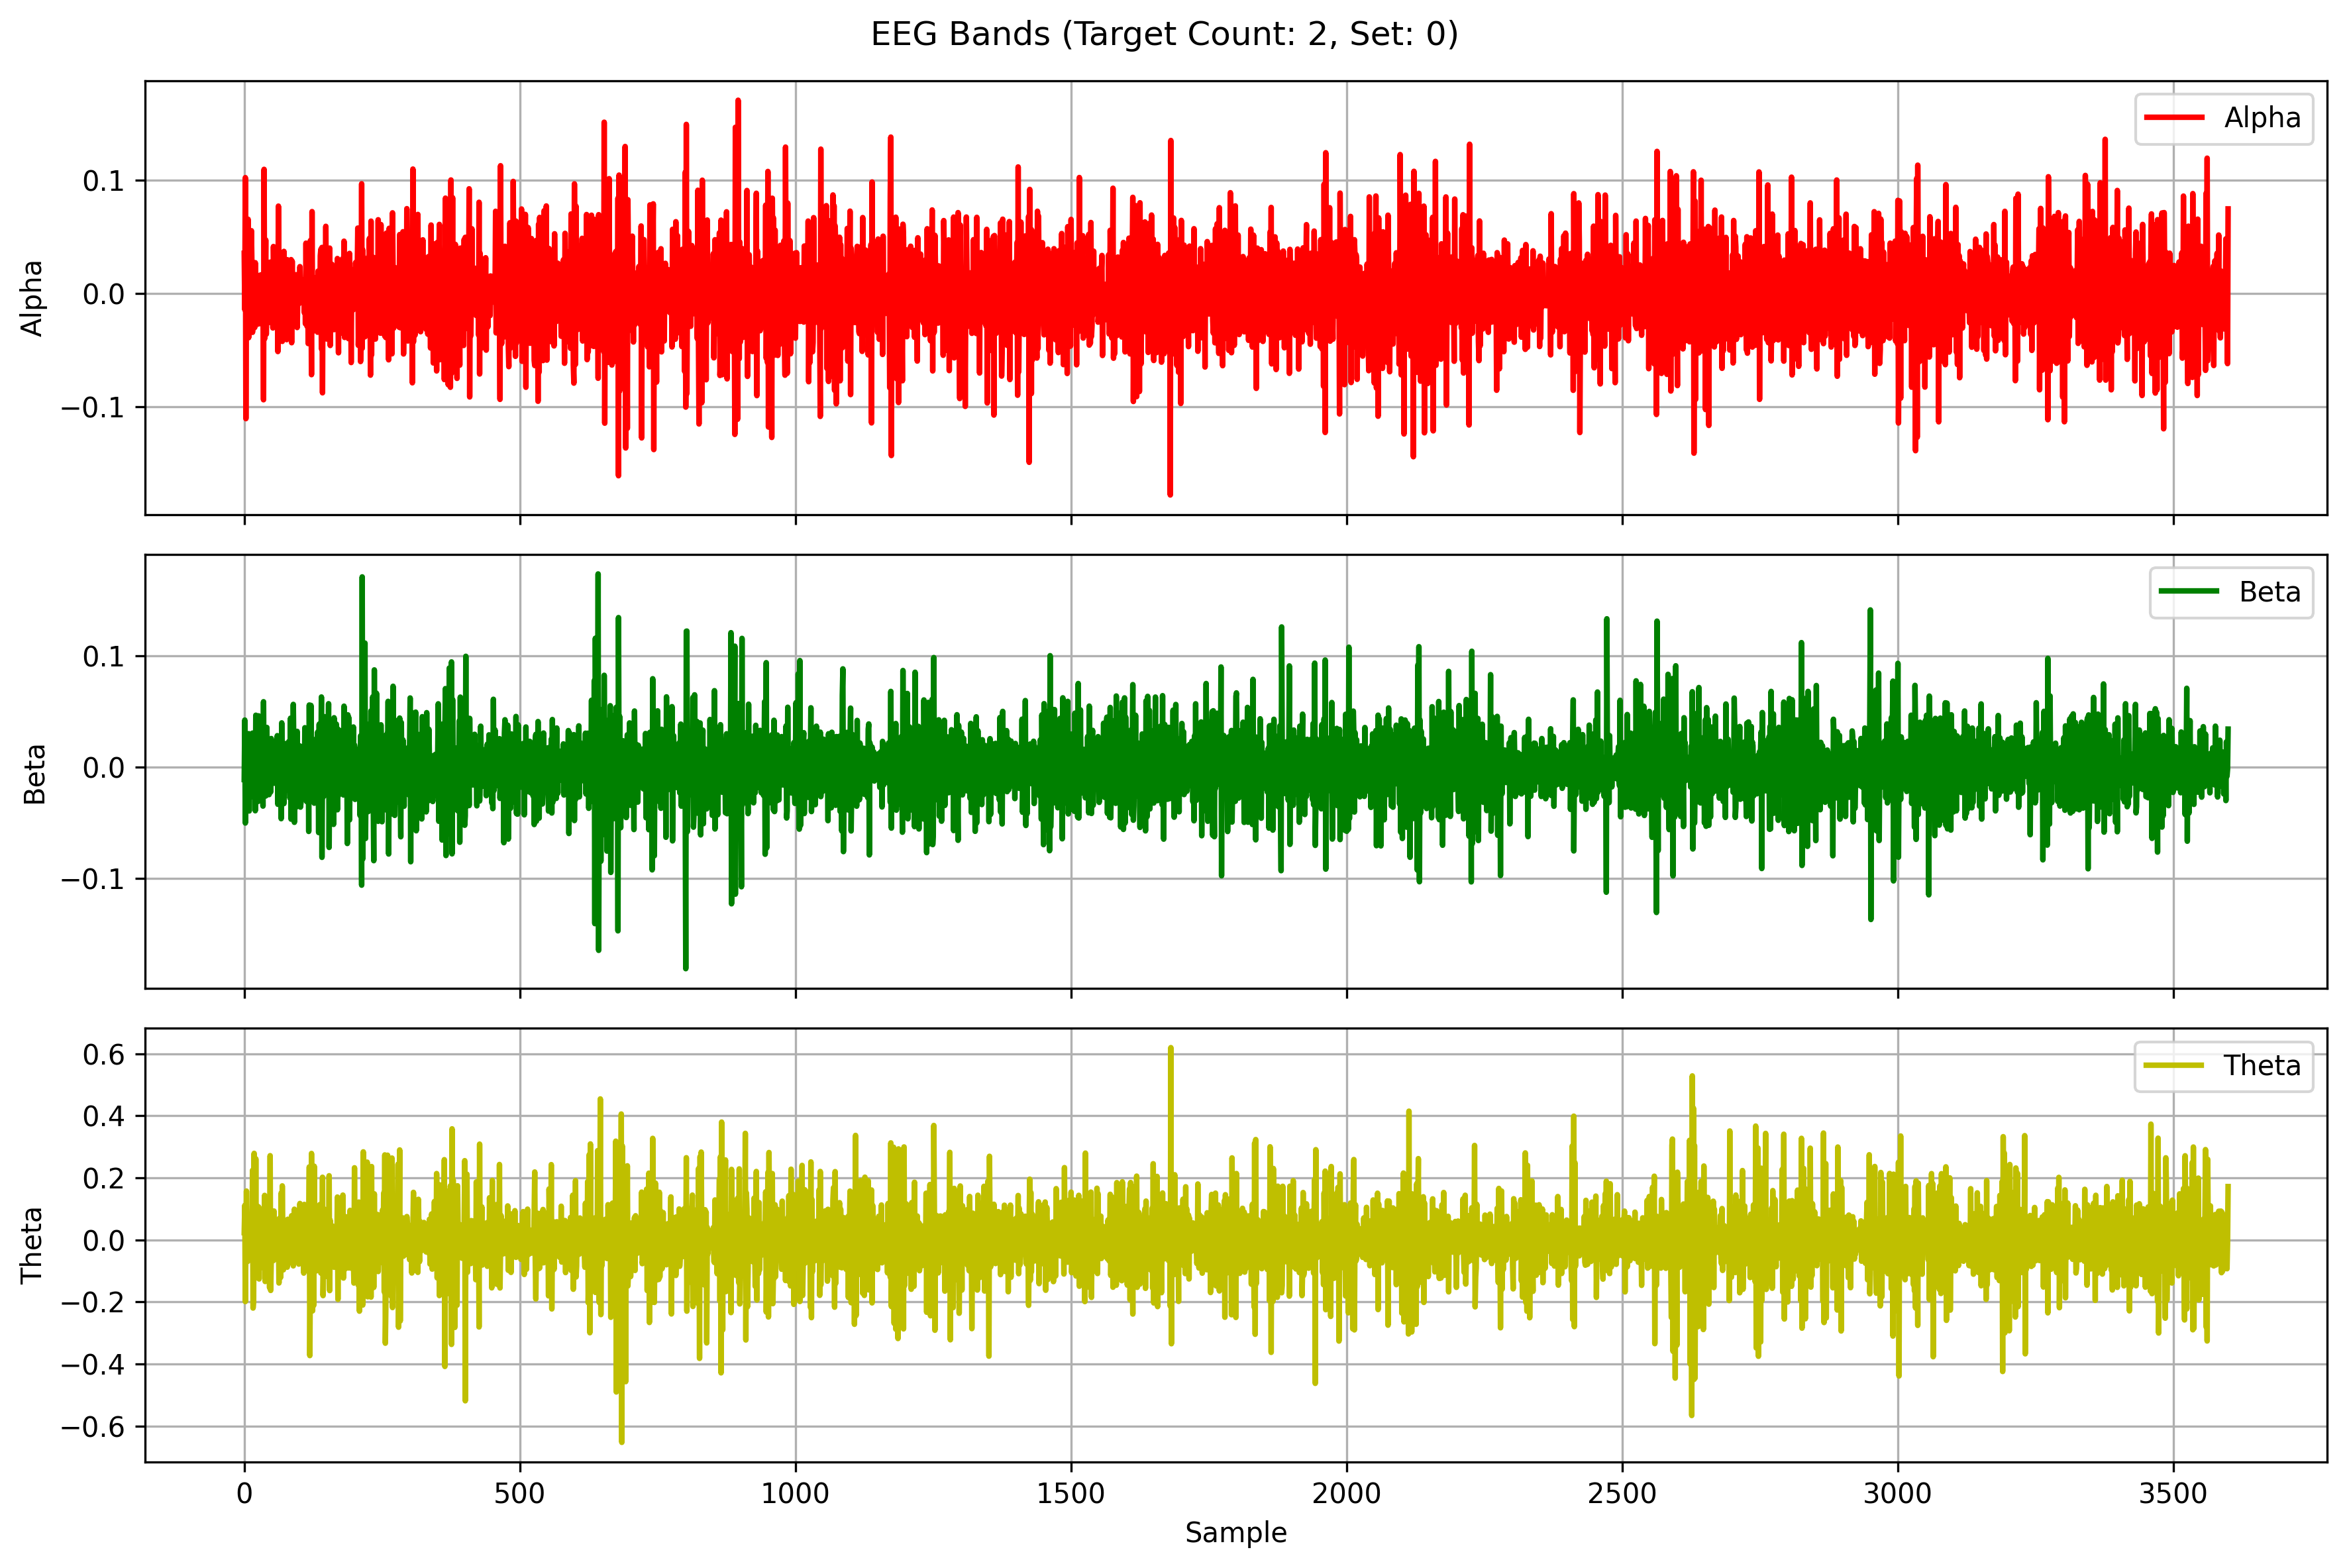 EEG Bands (Target Count: 2, Set: 0)
Alpha
0.1
0.0
−0.1
Alpha
Beta
0.1
0.0
−0.1
Beta
Theta
0.6
0.4
0.2
0.0
−0.2
−0.4
−0.6
Theta
0 500 1000 1500 2000 2500 3000 3500
Sample